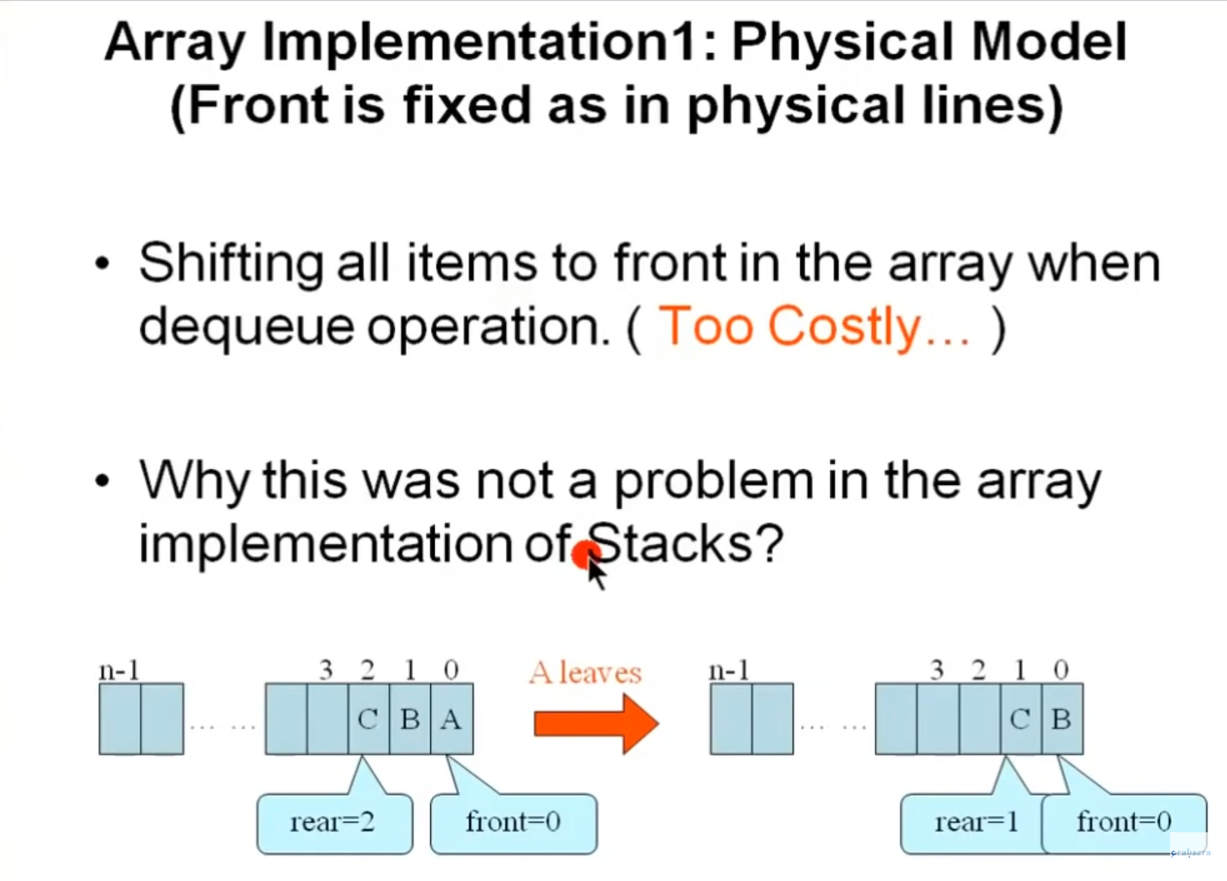 Array Implementation1: Physical Model
(Front is fixed as in physical lines)
• Shifting all items to front in the array when
dequeue operation. ( Too Costly... )
• Why this was not a problem in the array
implementation of Stacks?
n-1 3 2 1 0 A leaves n-1 3 2 1 0
... ... C B A ... ... C B
rear=2 front=0 rear=1 front=0